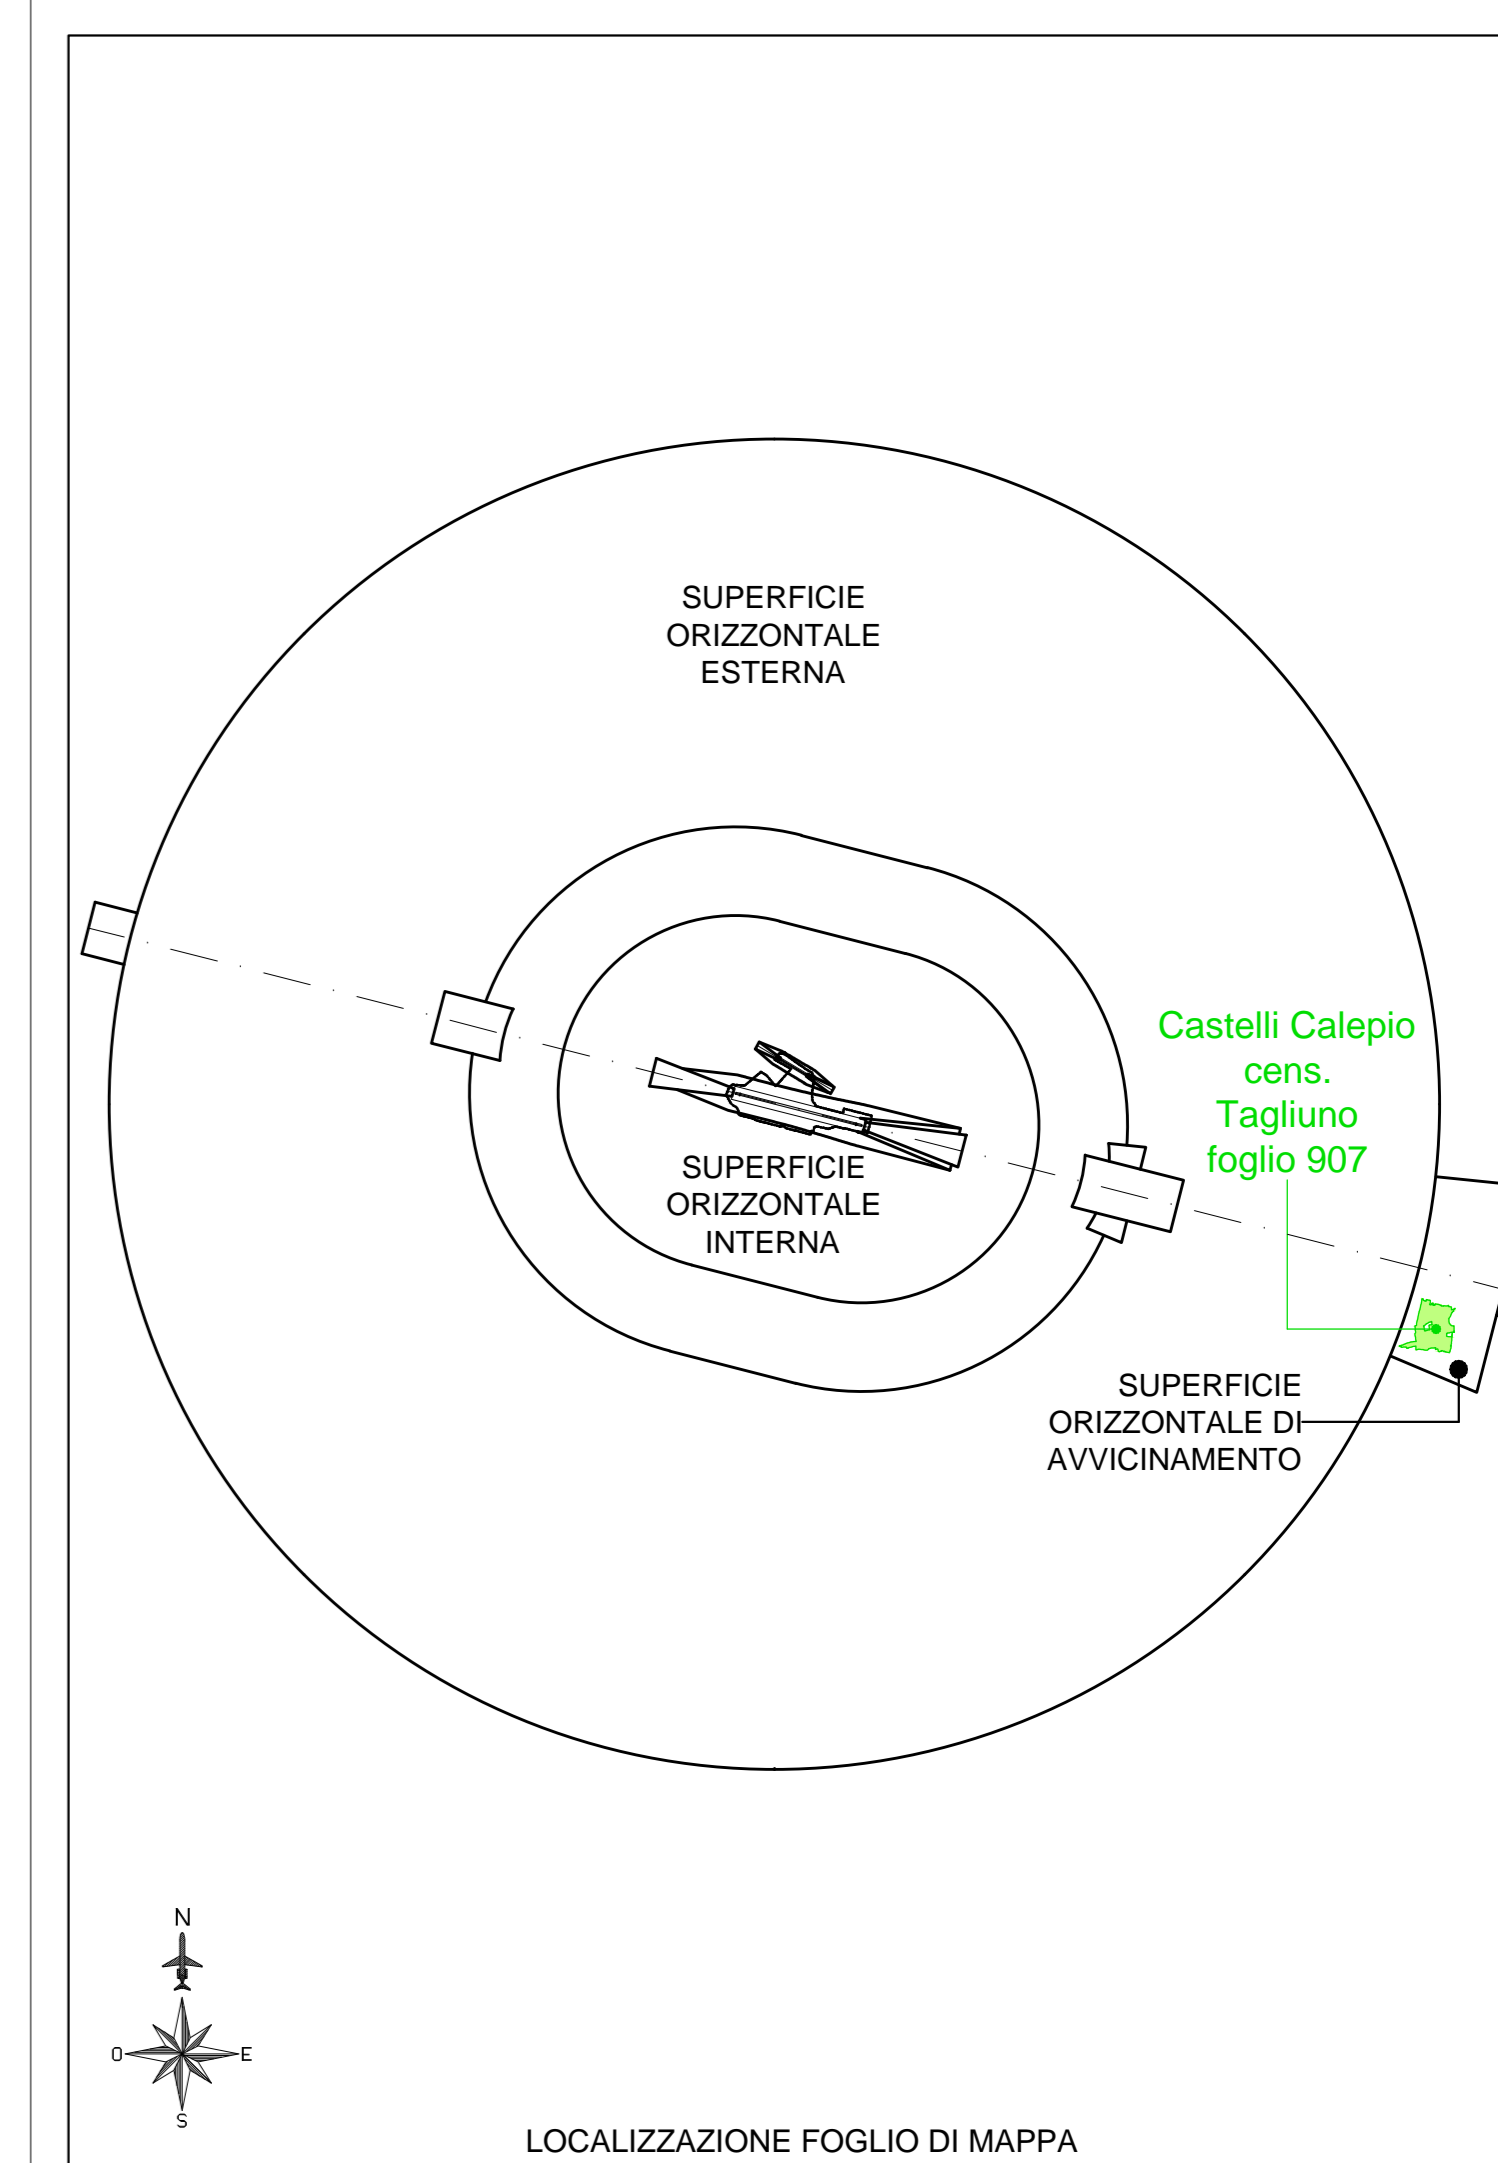 SUPERFICIE
ORIZZONTALE
ESTERNA
Castelli Calepio
cens.
Tagliuno
foglio 907
SUPERFICIE
ORIZZONTALE
INTERNA
SUPERFICIE
ORIZZONTALE DI
AVVICINAMENTO
N
O
E
S
LOCALIZZAZIONE FOGLIO DI MAPPA